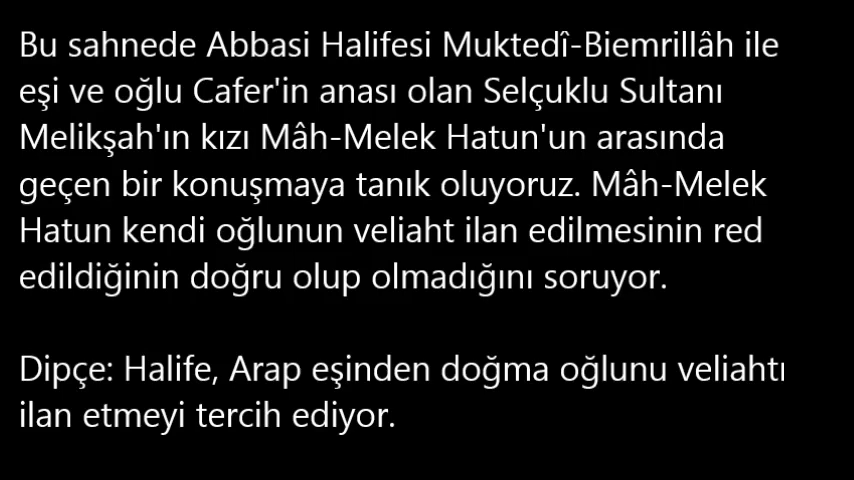 Bu sahnede Abbasi Halifesi Muktedî-Biemrillâh ile
eşi ve oğlu Cafer'in anası olan Selçuklu Sultanı
Melikşah'ın kızı Mâh-Melek Hatun'un arasında
geçen bir konuşmaya tanık oluyoruz. Mâh-Melek
Hatun kendi oğlunun veliaht ilan edilmesinin red
edildiğinin doğru olup olmadığını soruyor.

Dipçe: Halife, Arap eşinden doğma oğlunu veliahtı
ilan etmeyi tercih ediyor.